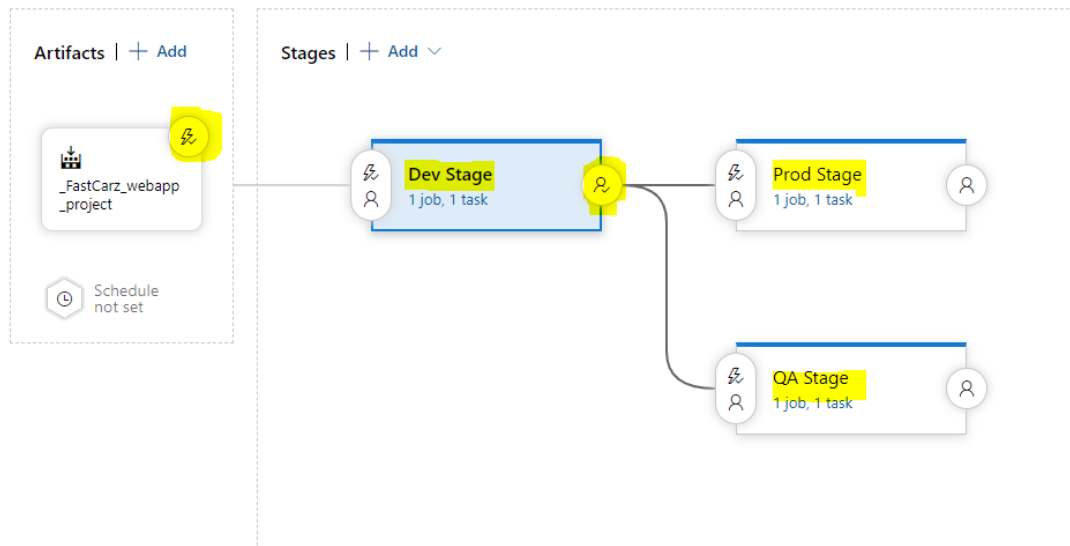 Artifacts | + Add
_FastCarz_webapp
_project
Schedule
not set
Stages | + Add
Dev Stage
1 job, 1 task
Prod Stage
1 job, 1 task
QA Stage
1 job, 1 task